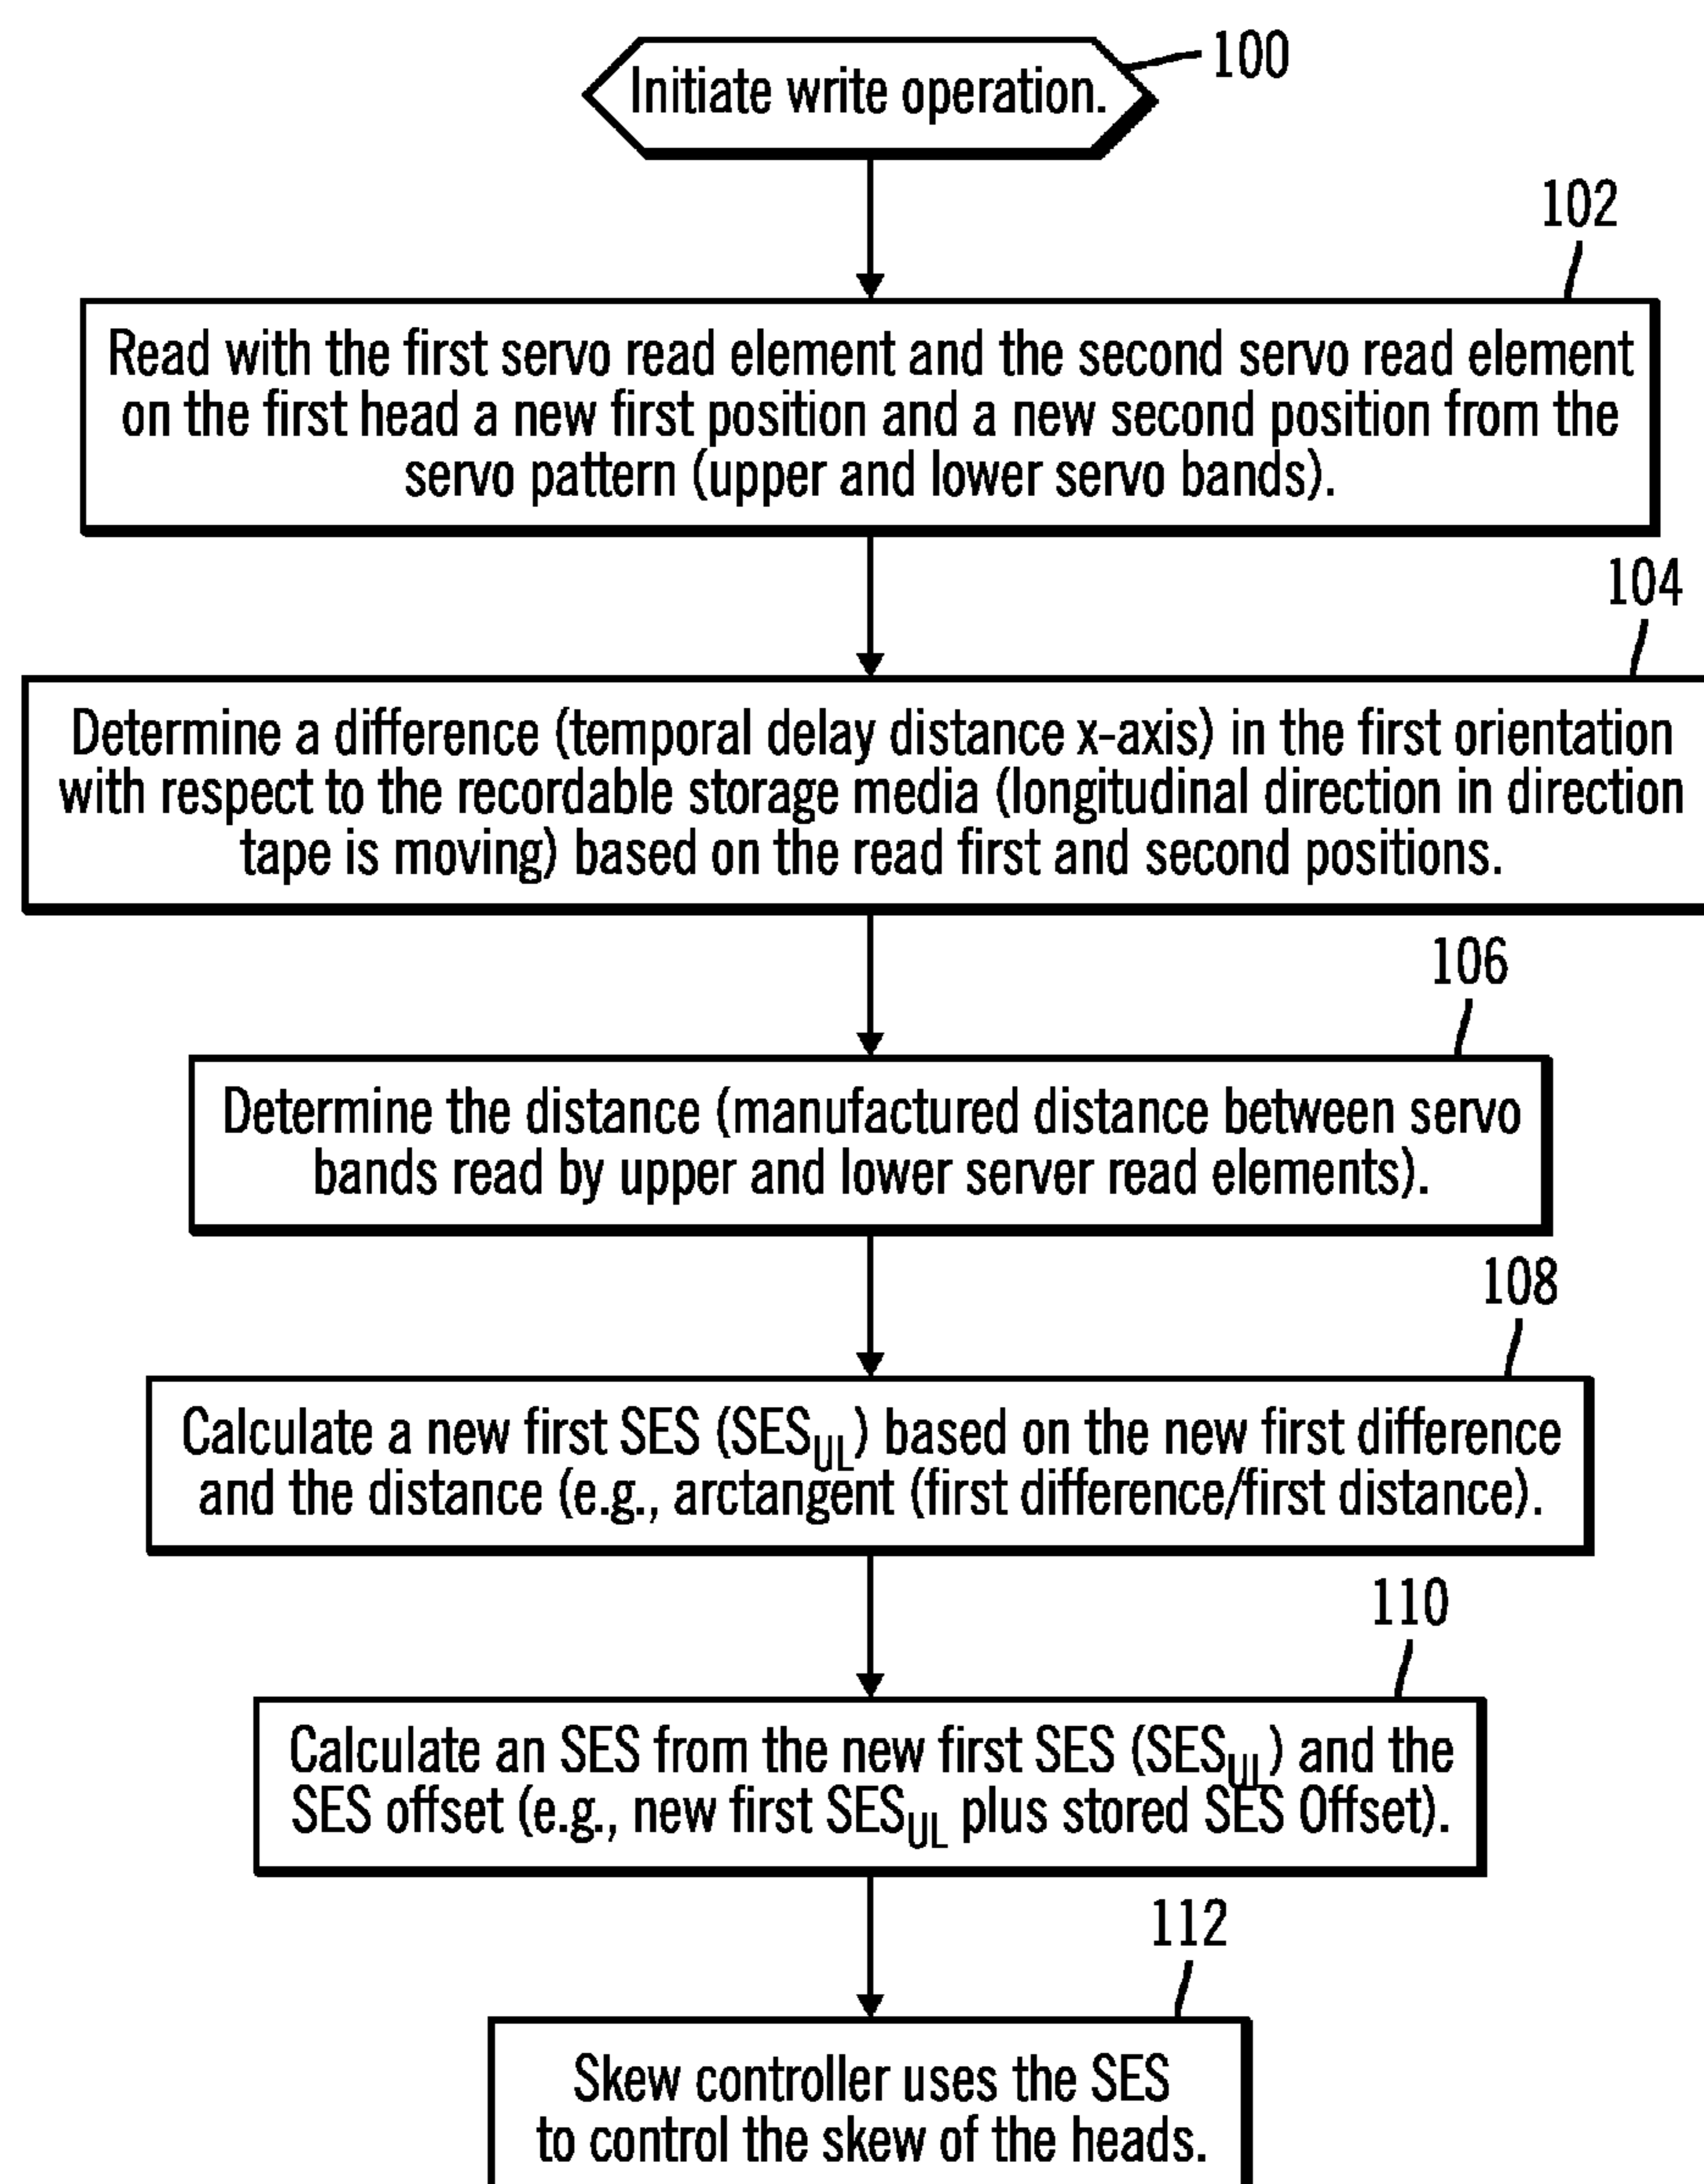 Initiate write operation.
100
102
Read with the first servo read element and the second servo read element
on the first head a new first position and a new second position from the
servo pattern (upper and lower servo bands).
104
Determine a difference (temporal delay distance x-axis) in the first orientation
with respect to the recordable storage media (longitudinal direction in direction
tape is moving) based on the read first and second positions.
106
Determine the distance (manufactured distance between servo
bands read by upper and lower server read elements).
108
Calculate a new first SES (SESUL) based on the new first difference
and the distance (e.g., arctangent (first difference/first distance).
110
Calculate an SES from the new first SES (SESUL) and the
SES offset (e.g., new first SESUL plus stored SES Offset).
112
Skew controller uses the SES
to control the skew of the heads.